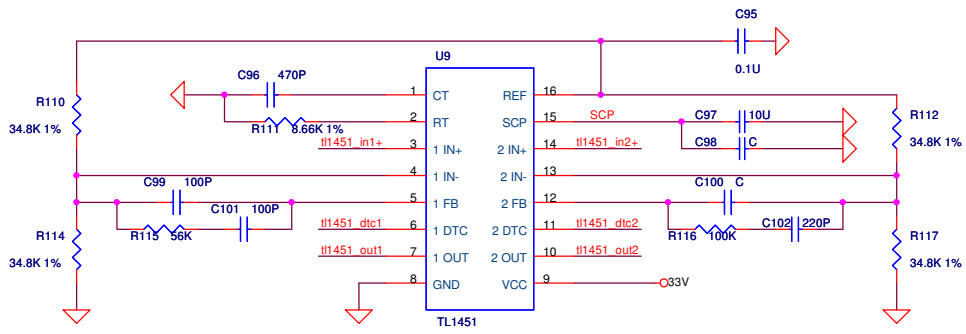 C95
0.1U
U9
C96 470P
R111 8.66K 1%
R110
34.8K 1%
1 CT
2 RT
3 1 IN+
4 1 IN-
5 1 FB
6 1 DTC
7 1 OUT
8 GND
REF 16
SCP 15
2 IN+ 14
2 IN- 13
2 FB 12
2 DTC 11
2 OUT 10
VCC 9
TL1451
tl1451_in1+
C99 100P
C101 100P
R115 56K
R114
34.8K 1%
tl1451_dtc1
tl1451_out1
SCP
C97 10U
C98 C
R112
34.8K 1%
tl1451_in2+
C100 C
R116 100K
C102 220P
R117
34.8K 1%
tl1451_dtc2
tl1451_out2
33V